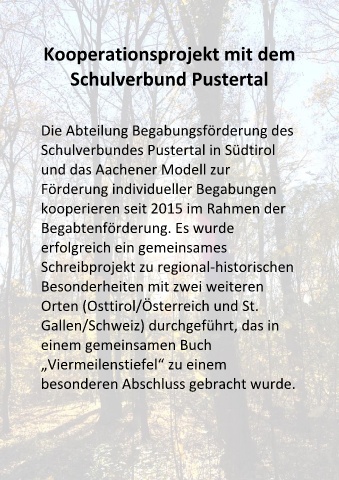 Kooperationsprojekt mit dem
Schulverbund Pustertal
Die Abteilung Begabungsförderung des
Schulverbundes Pustertal in Südtirol
und das Aachener Modell zur
Förderung individueller Begabungen
kooperieren seit 2015 im Rahmen der
Begabtenförderung. Es wurde
erfolgreich ein gemeinsames
Schreibprojekt zu regional-historischen
Besonderheiten mit zwei weiteren
Orten (Osttirol/Österreich und St.
Gallen/Schweiz) durchgeführt, das in
einem gemeinsamen Buch
„Viermeilenstiefel“ zu einem
besonderen Abschluss gebracht wurde.